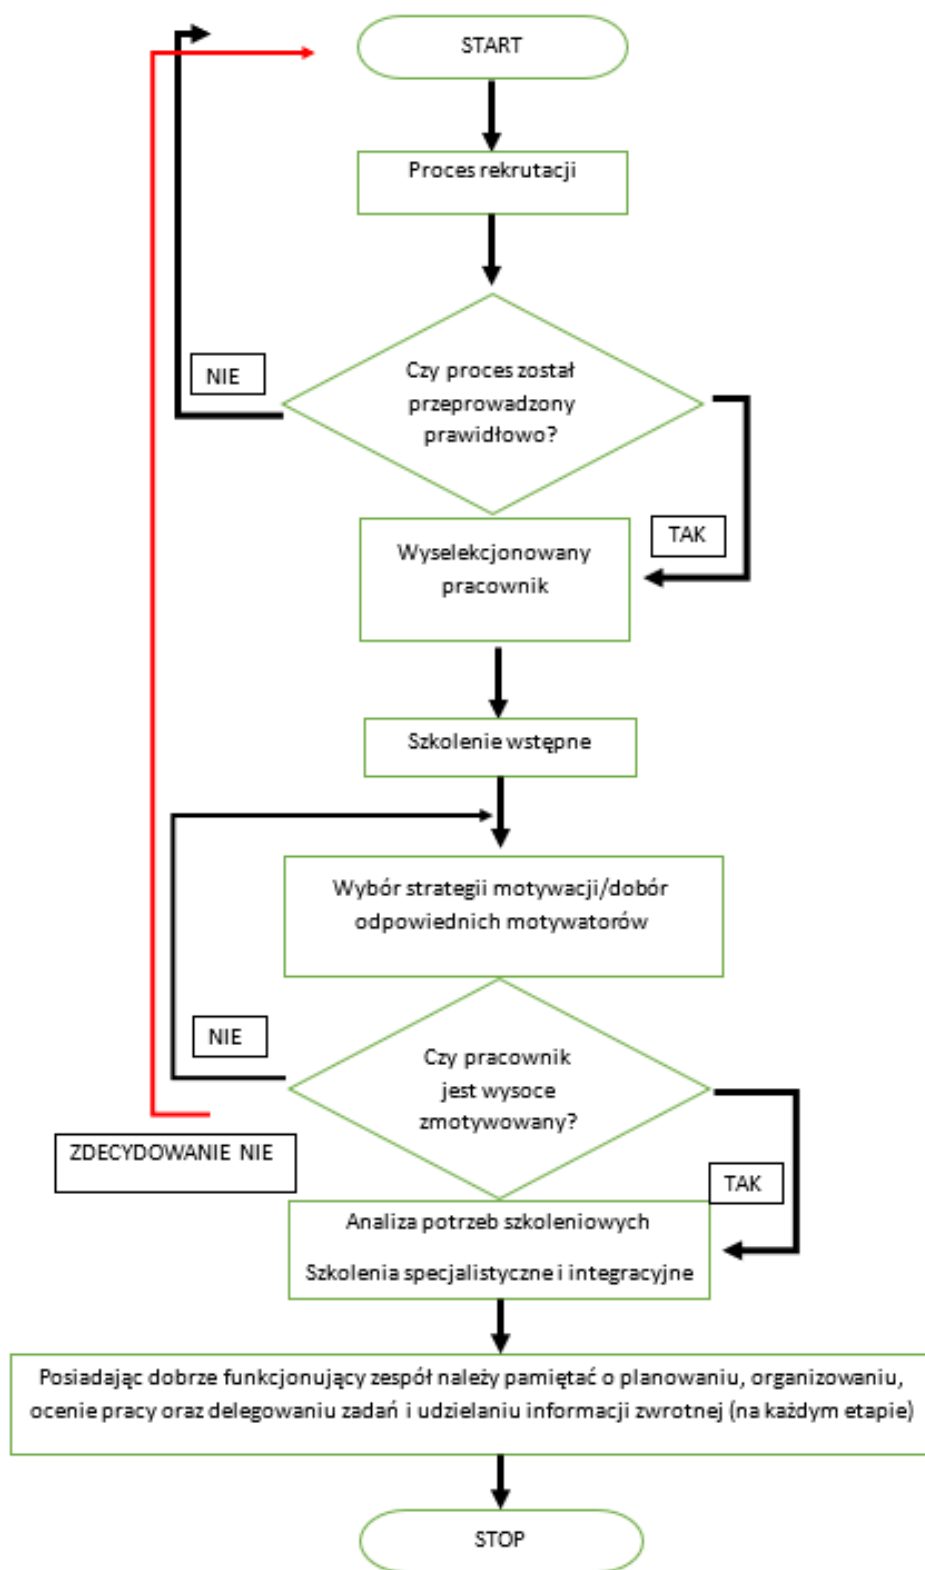 START
Proces rekrutacji
NIE
Czy proces został
przeprowadzony
prawidłowo?
TAK
Wyselekcjonowany
pracownik
Szkolenie wstępne
Wybór strategii motywacji/dobór
odpowiednich motywatorów
NIE
Czy pracownik
jest wysoce
zmotywowany?
ZDECYDOWANIE NIE
TAK
Analiza potrzeb szkoleniowych
Szkolenia specjalistyczne i integracyjne
Posiadając dobrze funkcjonujący zespół należy pamiętać o planowaniu, organizowaniu,
ocenie pracy oraz delegowaniu zadań i udzielaniu informacji zwrotnej (na każdym etapie)
STOP